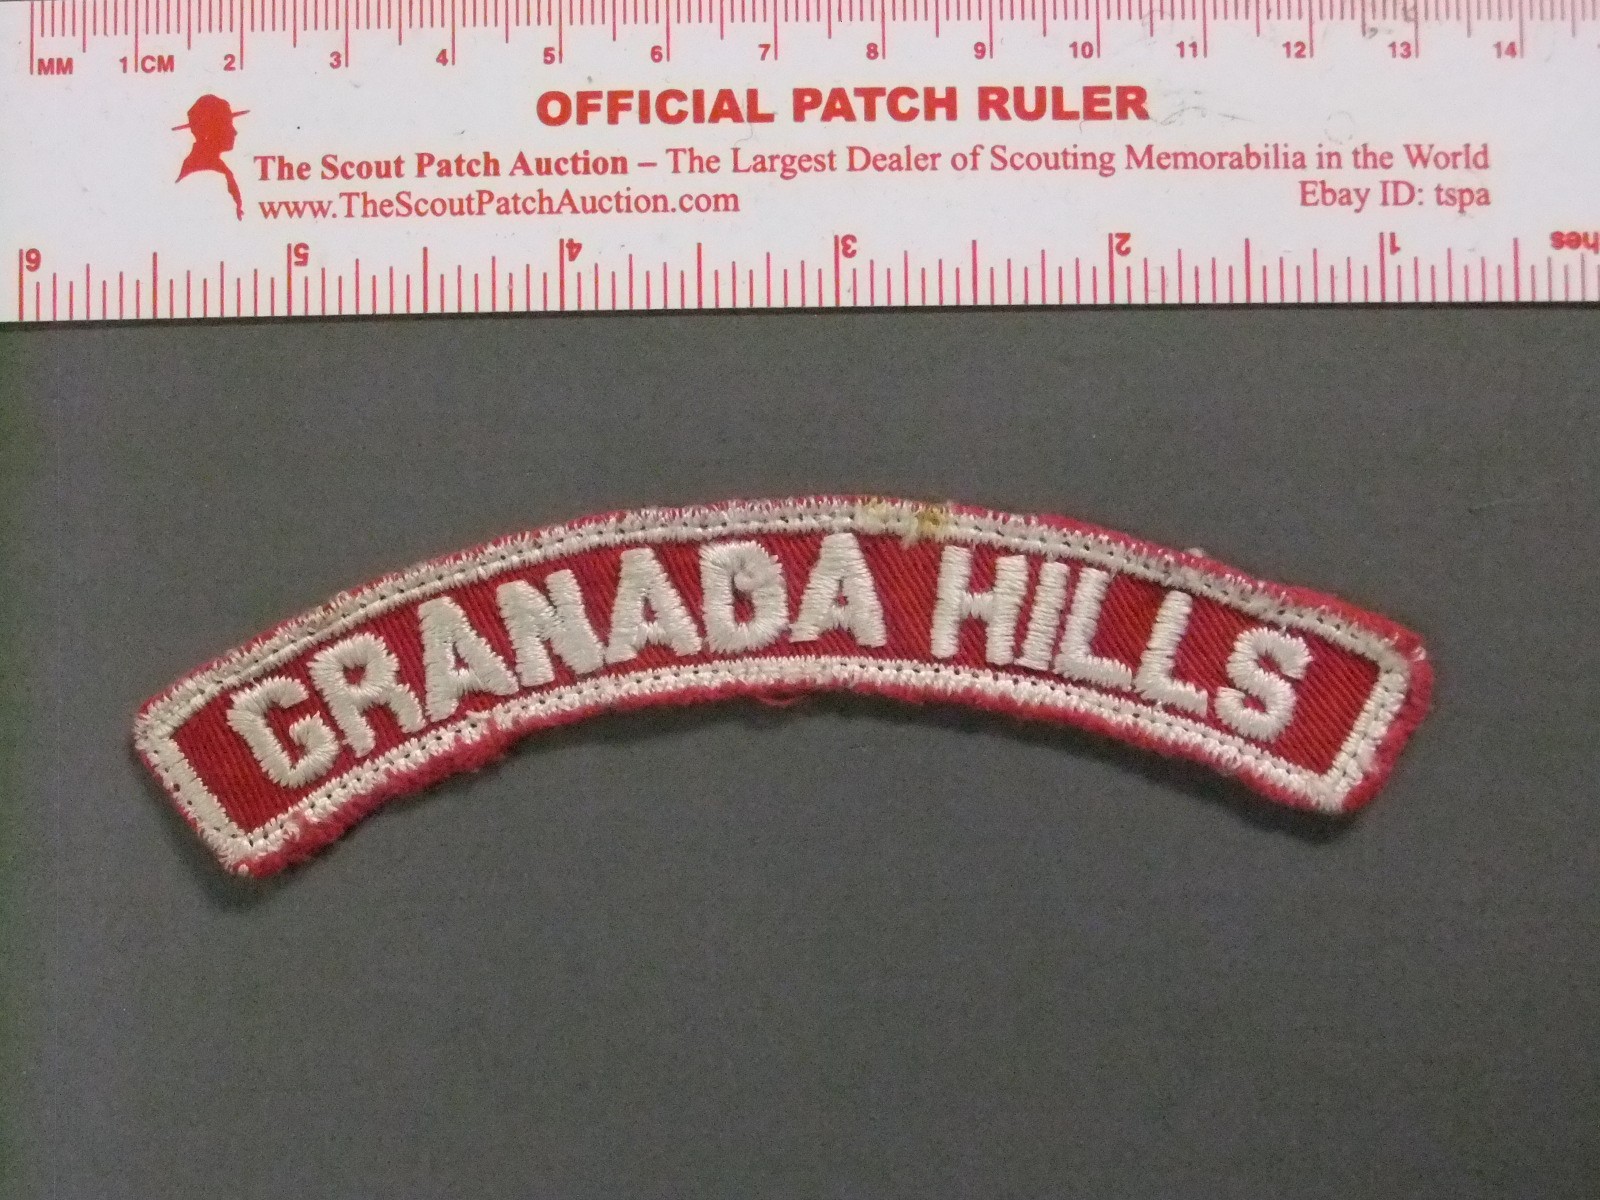 MM 1 CM 2 3 4 5 6 7 8 9 10 11 12 13 14
OFFICIAL PATCH RULER
The Scout Patch Auction – The Largest Dealer of Scouting Memorabilia in the World
www.TheScoutPatchAuction.com Ebay ID: tspa
6 5 4 3 2 1 hes
GRANADA HILLS